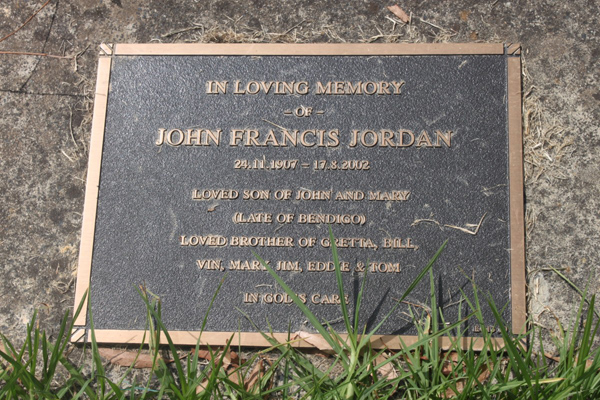 IN LOVING MEMORY
– OF –
JOHN FRANCIS JORDAN
24.11.1907 – 17.8.2002
LOVED SON OF JOHN AND MARY
(LATE OF BENDIGO)
LOVED BROTHER OF GRETTA, BILL,
VIN, MARY, JIM, EDDIE & TOM
IN GOD'S CARE